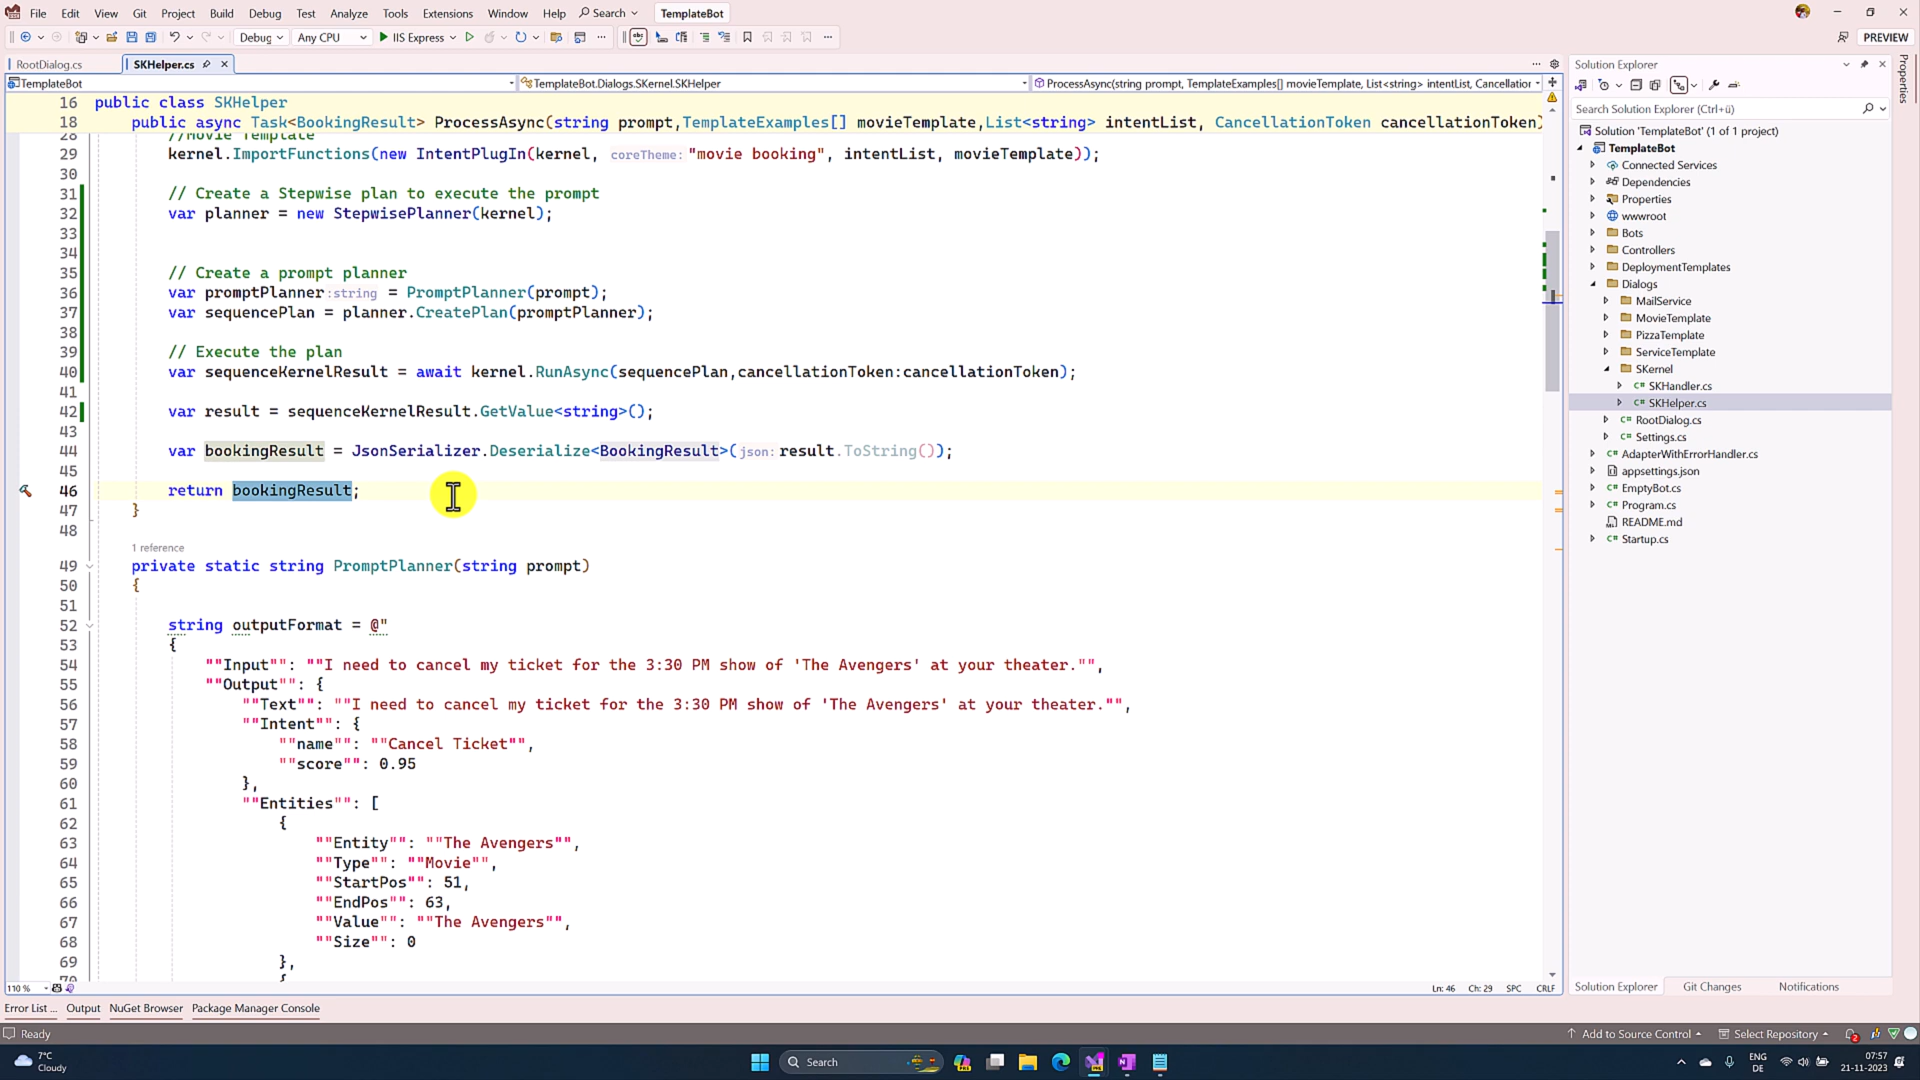 File Edit View Git Project Build Debug Test Analyze Tools Extensions Window Help Search TemplateBot
Debug Any CPU IIS Express PREVIEW
RootDialog.cs SKHelper.cs
TemplateBot TemplateBot.Dialogs.SKernel.SKHelper ProcessAsync(string prompt, TemplateExamples[] movieTemplate, List<string> intentList, Cancellation
16 public class SKHelper
18 public async Task<BookingResult> ProcessAsync(string prompt,TemplateExamples[] movieTemplate,List<string> intentList, CancellationToken cancellationToken)
28 //Movie Template
29 kernel.ImportFunctions(new IntentPlugIn(kernel, coreTheme: "movie booking", intentList, movieTemplate));
30
31 // Create a Stepwise plan to execute the prompt
32 var planner = new StepwisePlanner(kernel);
33
34
35 // Create a prompt planner
36 var promptPlanner :string = PromptPlanner(prompt);
37 var sequencePlan = planner.CreatePlan(promptPlanner);
38
39 // Execute the plan
40 var sequenceKernelResult = await kernel.RunAsync(sequencePlan,cancellationToken:cancellationToken);
41
42 var result = sequenceKernelResult.GetValue<string>();
43
44 var bookingResult = JsonSerializer.Deserialize<BookingResult>(json: result.ToString());
45
46 return bookingResult;
47 }
48
1 reference
49 private static string PromptPlanner(string prompt)
50 {
51
52 string outputFormat = @"
53 {
54 ""Input"": ""I need to cancel my ticket for the 3:30 PM show of 'The Avengers' at your theater."",
55 ""Output"": {
56 ""Text"": ""I need to cancel my ticket for the 3:30 PM show of 'The Avengers' at your theater."",
57 ""Intent"": {
58 ""name"": ""Cancel Ticket"",
59 ""score"": 0.95
60 },
61 ""Entities"": [
62 {
63 ""Entity"": ""The Avengers"",
64 ""Type"": ""Movie"",
65 ""StartPos"": 51,
66 ""EndPos"": 63,
67 ""Value"": ""The Avengers"",
68 ""Size"": 0
69 },
70 {
110 % Ln: 46 Ch: 29 SPC CRLF
Solution Explorer
Search Solution Explorer (Ctrl+ü)
Solution 'TemplateBot' (1 of 1 project)
TemplateBot
Connected Services
Dependencies
Properties
wwwroot
Bots
Controllers
DeploymentTemplates
Dialogs
MailService
MovieTemplate
PizzaTemplate
ServiceTemplate
SKernel
SKHandler.cs
SKHelper.cs
RootDialog.cs
Settings.cs
AdapterWithErrorHandler.cs
appsettings.json
EmptyBot.cs
Program.cs
README.md
Startup.cs
Solution Explorer Git Changes Notifications
Properties
Error List ... Output NuGet Browser Package Manager Console
Ready Add to Source Control Select Repository 2
7°C
Cloudy
Search
ENG
DE
07:57
21-11-2023